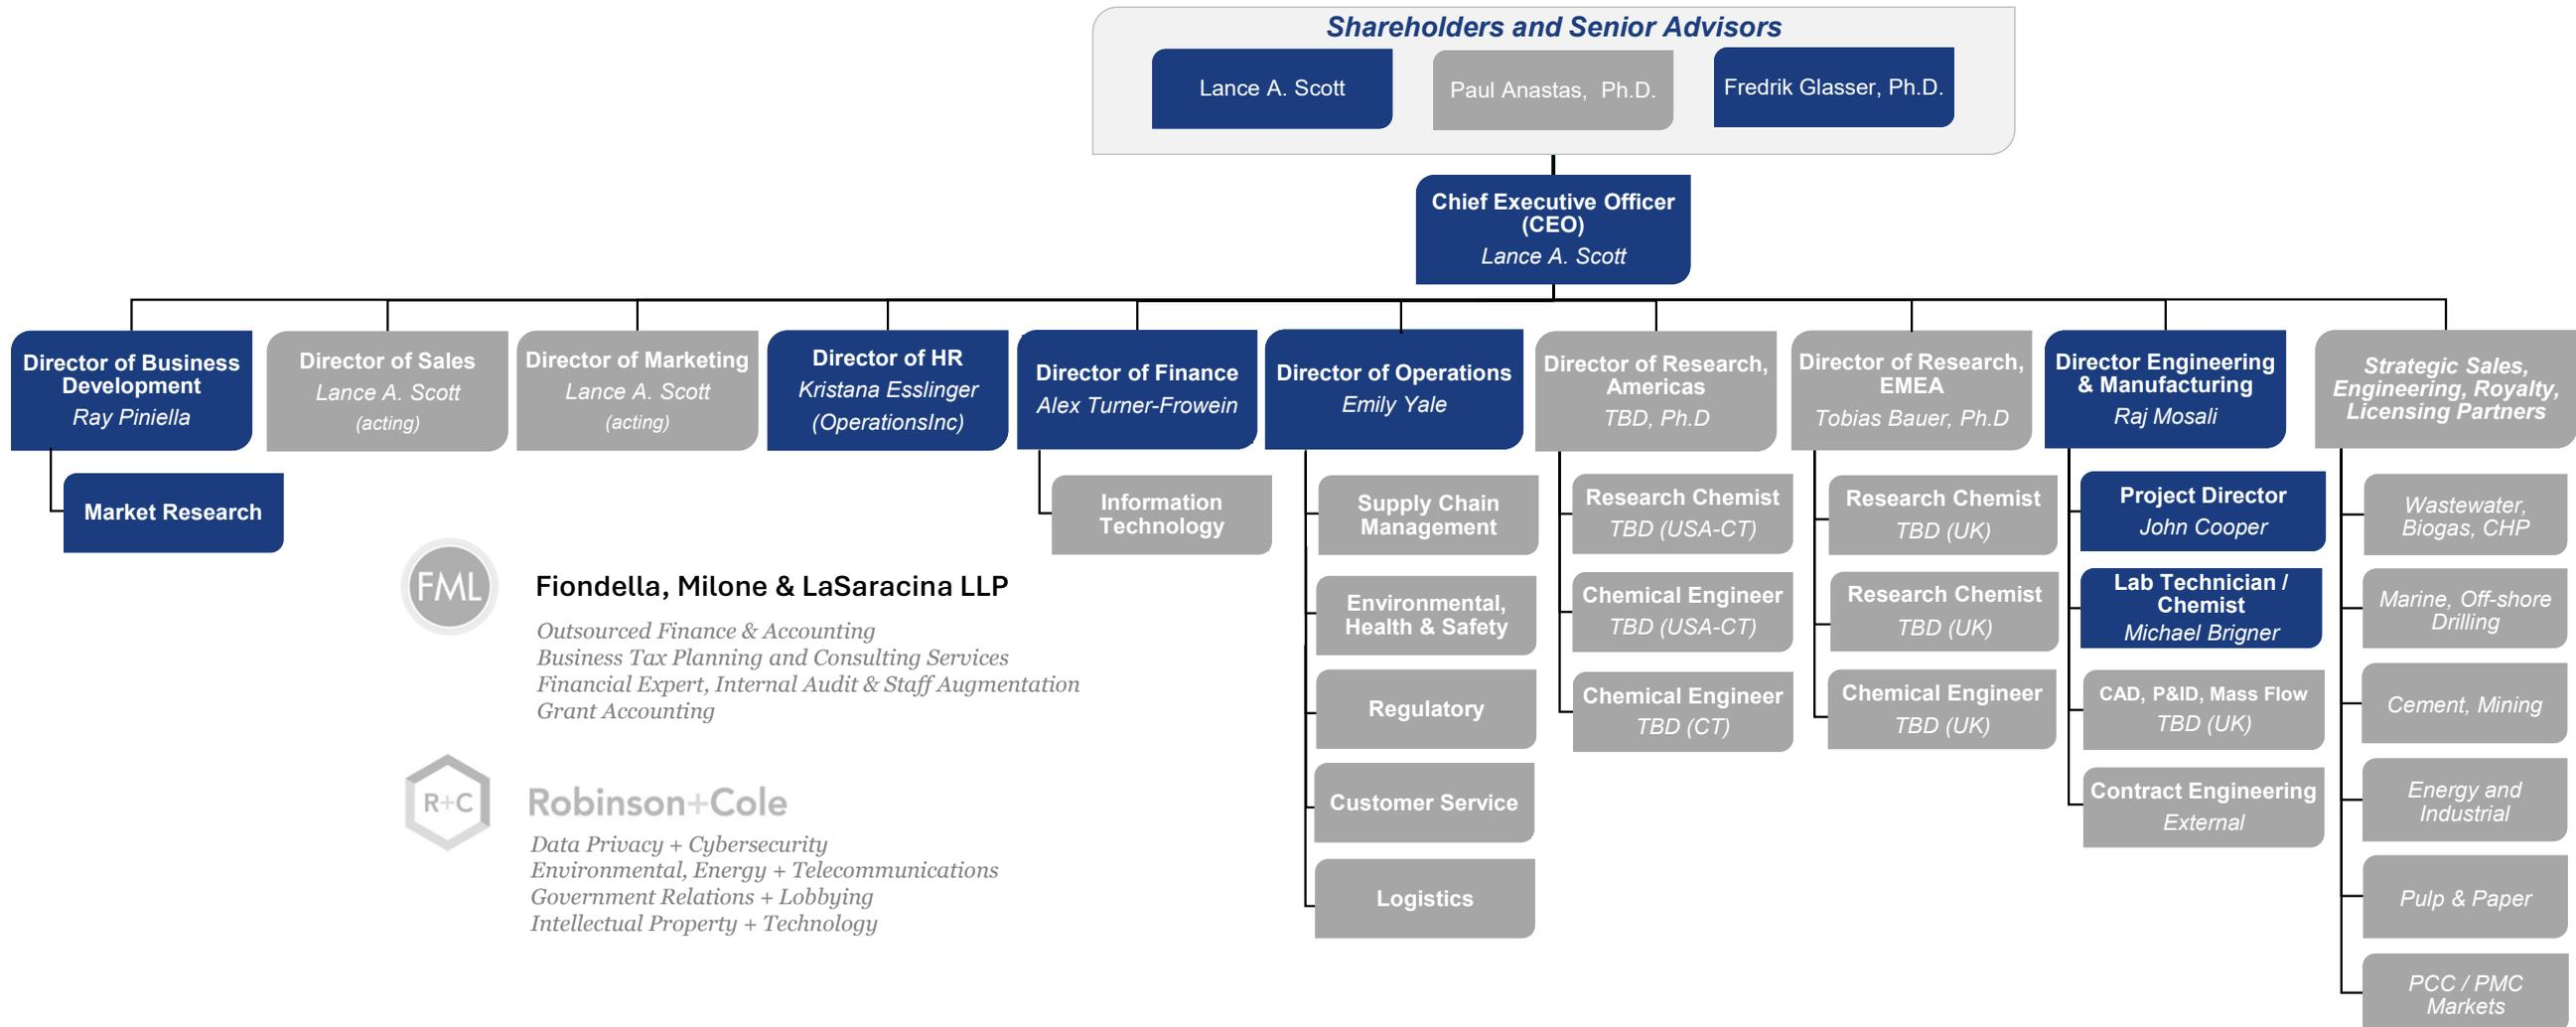 Shareholders and Senior Advisors
Lance A. Scott
Paul Anastas, Ph.D.
Fredrik Glasser, Ph.D.
Chief Executive Officer
(CEO)
Lance A. Scott
Director of Business
Development
Ray Piniella
Market Research
Director of Sales
Lance A. Scott
(acting)
Director of Marketing
Lance A. Scott
(acting)
Director of HR
Kristana Esslinger
(OperationsInc)
Director of Finance
Alex Turner-Frowein
Information
Technology
Director of Operations
Emily Yale
Supply Chain
Management
Environmental,
Health & Safety
Regulatory
Customer Service
Logistics
Director of Research,
Americas
TBD, Ph.D
Research Chemist
TBD (USA-CT)
Chemical Engineer
TBD (USA-CT)
Chemical Engineer
TBD (CT)
Director of Research,
EMEA
Tobias Bauer, Ph.D
Research Chemist
TBD (UK)
Research Chemist
TBD (UK)
Chemical Engineer
TBD (UK)
Director Engineering
& Manufacturing
Raj Mosali
Project Director
John Cooper
Lab Technician /
Chemist
Michael Brigner
CAD, P&ID, Mass Flow
TBD (UK)
Contract Engineering
External
Strategic Sales,
Engineering, Royalty,
Licensing Partners
Wastewater,
Biogas, CHP
Marine, Off-shore
Drilling
Cement, Mining
Energy and
Industrial
Pulp & Paper
PCC / PMC
Markets
FML
Fiondella, Milone & LaSaracina LLP
Outsourced Finance & Accounting
Business Tax Planning and Consulting Services
Financial Expert, Internal Audit & Staff Augmentation
Grant Accounting
R+C
Robinson+Cole
Data Privacy + Cybersecurity
Environmental, Energy + Telecommunications
Government Relations + Lobbying
Intellectual Property + Technology